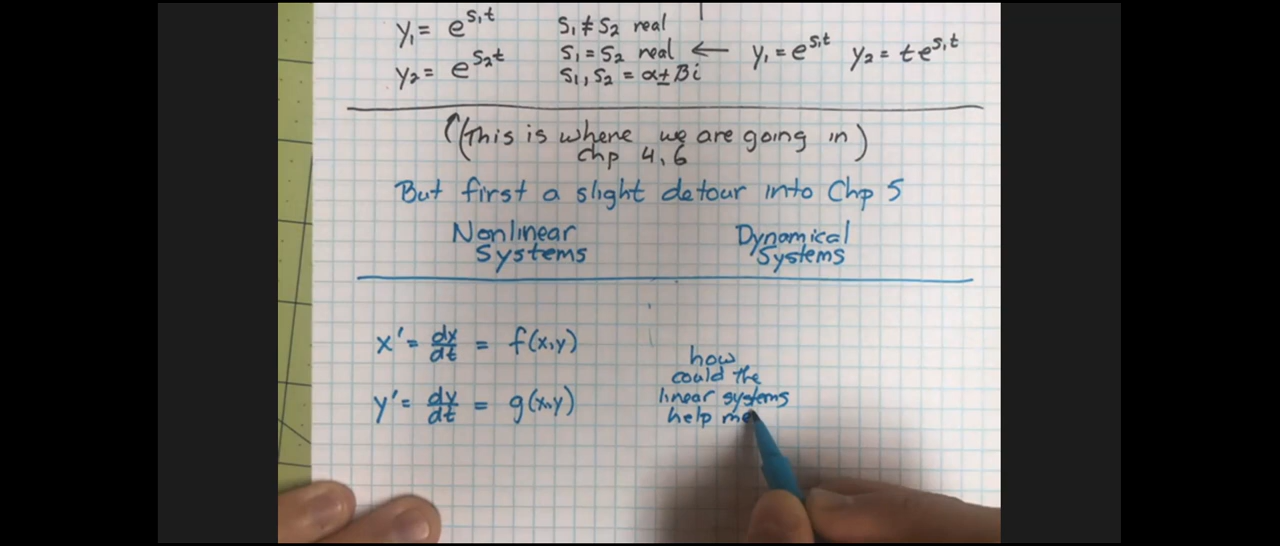 y₁ = e^{s₁t}   s₁ ≠ s₂ real
s₁ = s₂ real ← y₁ = e^{s₁t}   y₂ = te^{s₁t}
y₂ = e^{s₂t}   s₁, s₂ = α ± βi
(This is where we are going in)
chp 4, 6
But first a slight detour into Chp 5
Nonlinear   Dynamical
Systems   Systems
x' = dx/dt = f(x,y)
y' = dy/dt = g(x,y)
how
could the
linear systems
help me